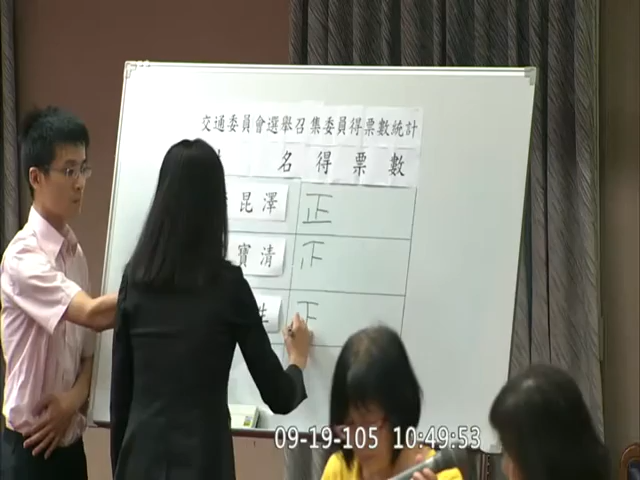 交通委員會選舉召集委員得票數統計
名 得 票 數
昆澤 正
寶清 正
09-19-105 10:49:53